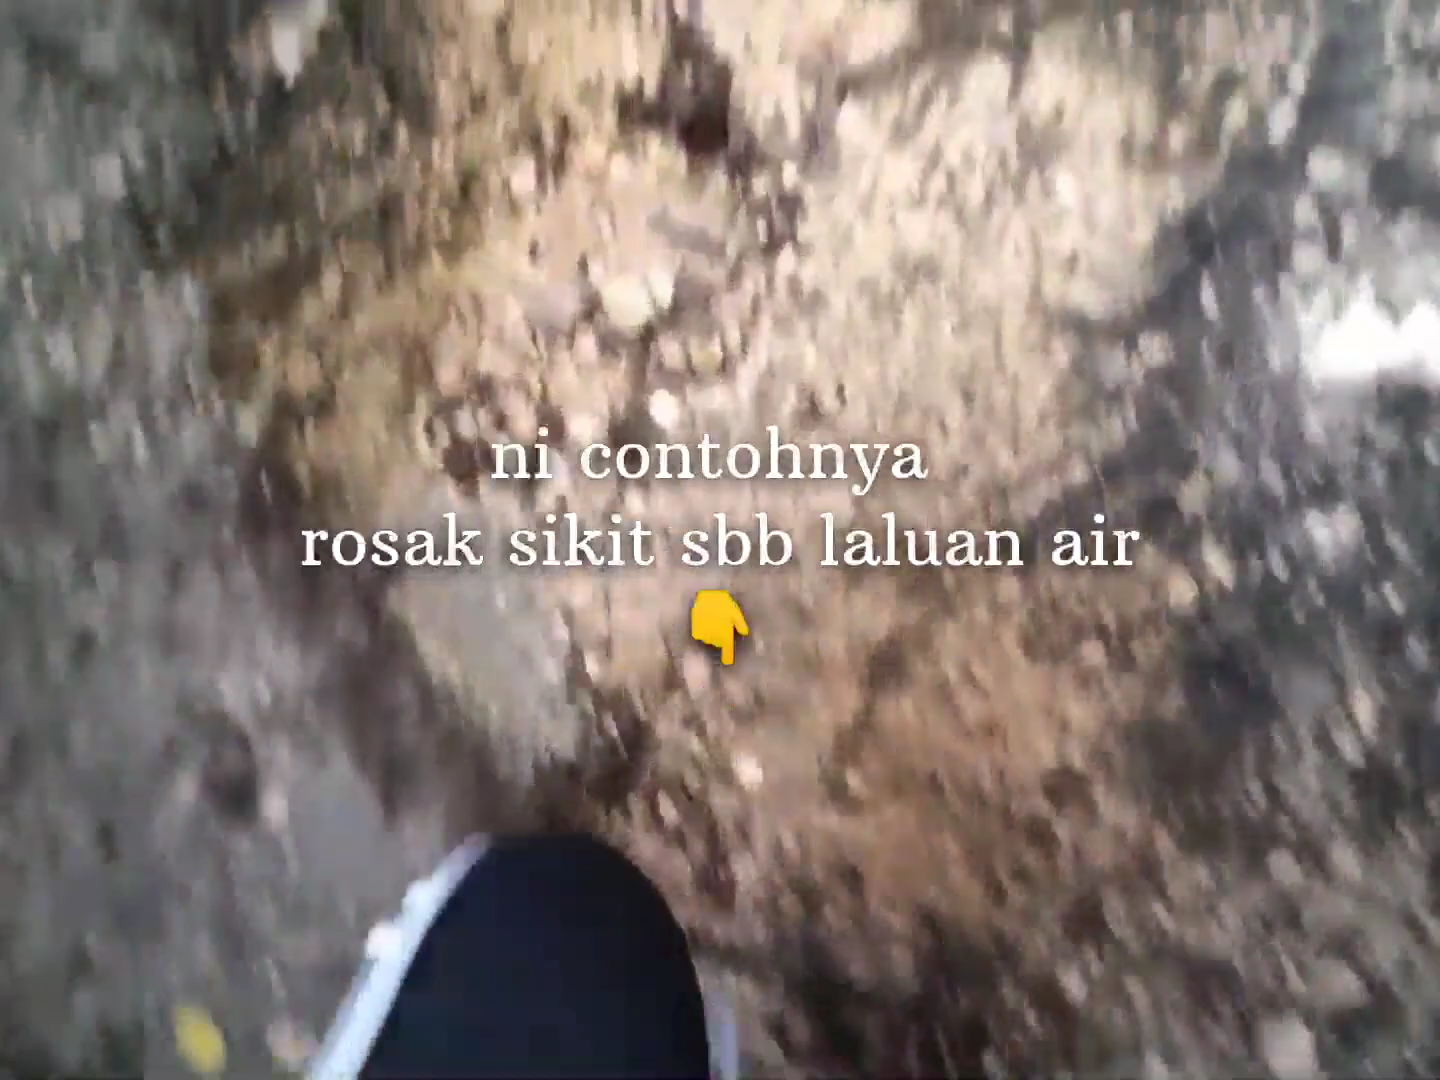 ni contohnya
rosak sikit sbb laluan air
👇